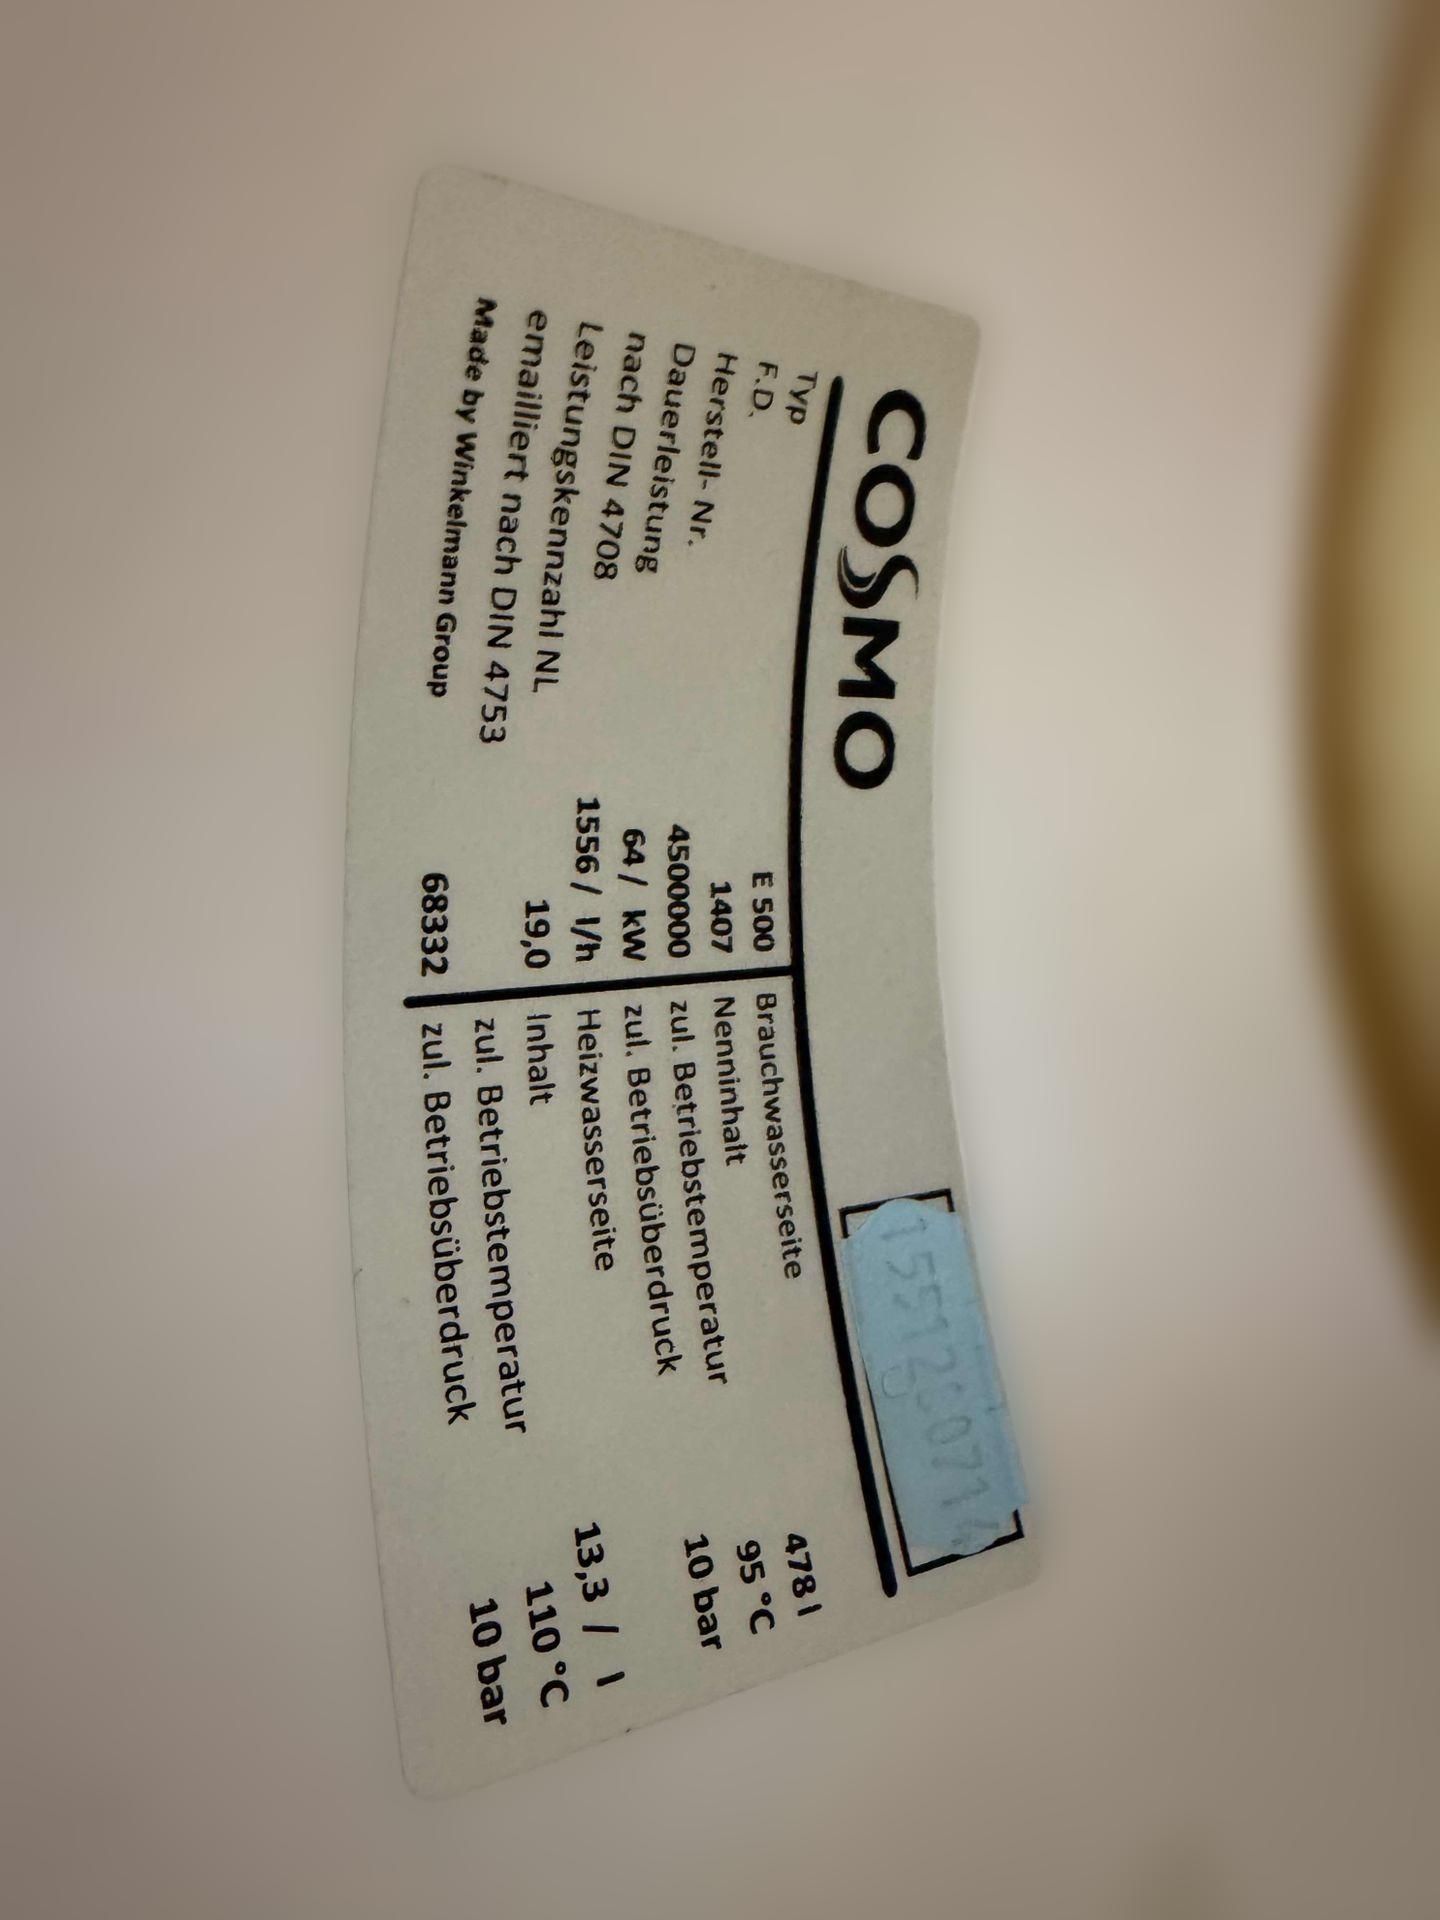 COSMO
Typ E 500
F.D. 1407
Herstell- Nr. 4500000
Dauerleistung 64 / kW
nach DIN 4708 1556 / l/h
Leistungskennzahl NL 19,0
emailliert nach DIN 4753
Made by Winkelmann Group 68332
Brauchwasserseite
Nenninhalt 478 l
zul. Betriebstemperatur 95 °C
zul. Betriebsüberdruck 10 bar
Heizwasserseite
Inhalt 13,3 / l
zul. Betriebstemperatur 110 °C
zul. Betriebsüberdruck 10 bar